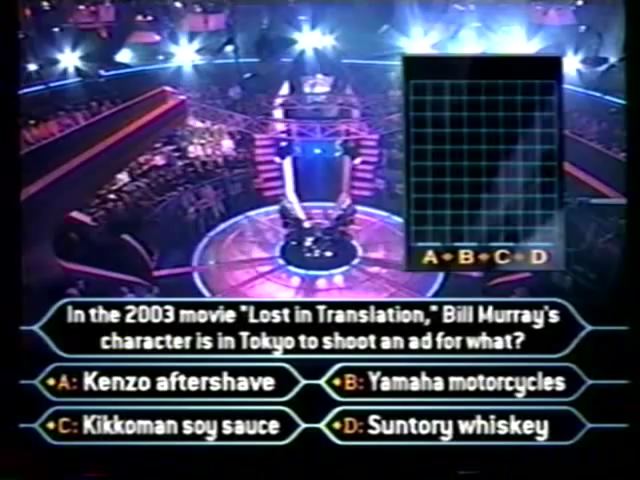 A B C D
In the 2003 movie "Lost in Translation," Bill Murray's
character is in Tokyo to shoot an ad for what?
A: Kenzo aftershave
B: Yamaha motorcycles
C: Kikkoman soy sauce
D: Suntory whiskey